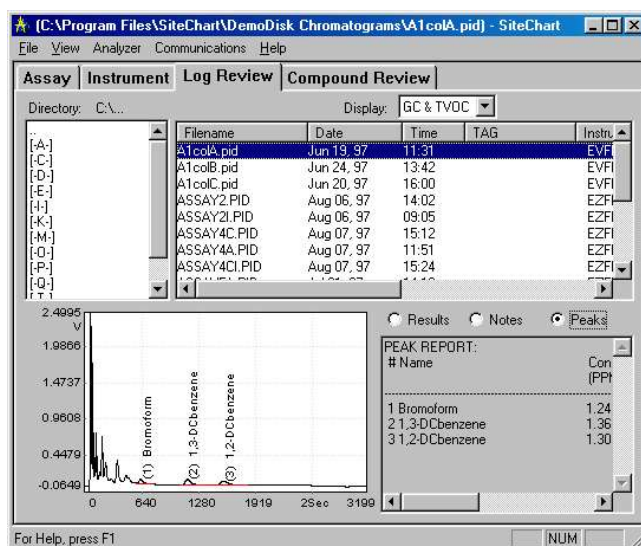 (C:\Program Files\SiteChart\DemoDisk Chromatograms\A1colA.pid) - SiteChart
File View Analyzer Communications Help
Assay Instrument Log Review Compound Review
Directory: C:\... Display: GC & TVOC
..
[-A-]
[-C-]
[-D-]
[-E-]
[-I-]
[-K-]
[-M-]
[-O-]
[-P-]
[-Q-]
Filename Date Time TAG Instru
A1colA.pid Jun 19, 97 11:31 EVFI
A1colB.pid Jun 24, 97 13:42 EVFI
A1colC.pid Jun 20, 97 16:00 EVFI
ASSAY2.PID Aug 06, 97 14:02 EZFI
ASSAY2I.PID Aug 06, 97 09:05 EZFI
ASSAY4C.PID Aug 07, 97 15:12 EZFI
ASSAY4A.PID Aug 07, 97 11:51 EZFI
ASSAY4CI.PID Aug 07, 97 15:24 EZFI
2.4995
V
1.9866
1.4737
0.9608
0.4479
-0.0649
(1) Bromoform
(2) 1,3-DCbenzene
(3) 1,2-DCbenzene
0 640 1280 1919 2Sec 3199
Results Notes Peaks
PEAK REPORT:
# Name Con
(PPM
1 Bromoform 1.24
2 1,3-DCbenzene 1.36
3 1,2-DCbenzene 1.30
For Help, press F1 NUM